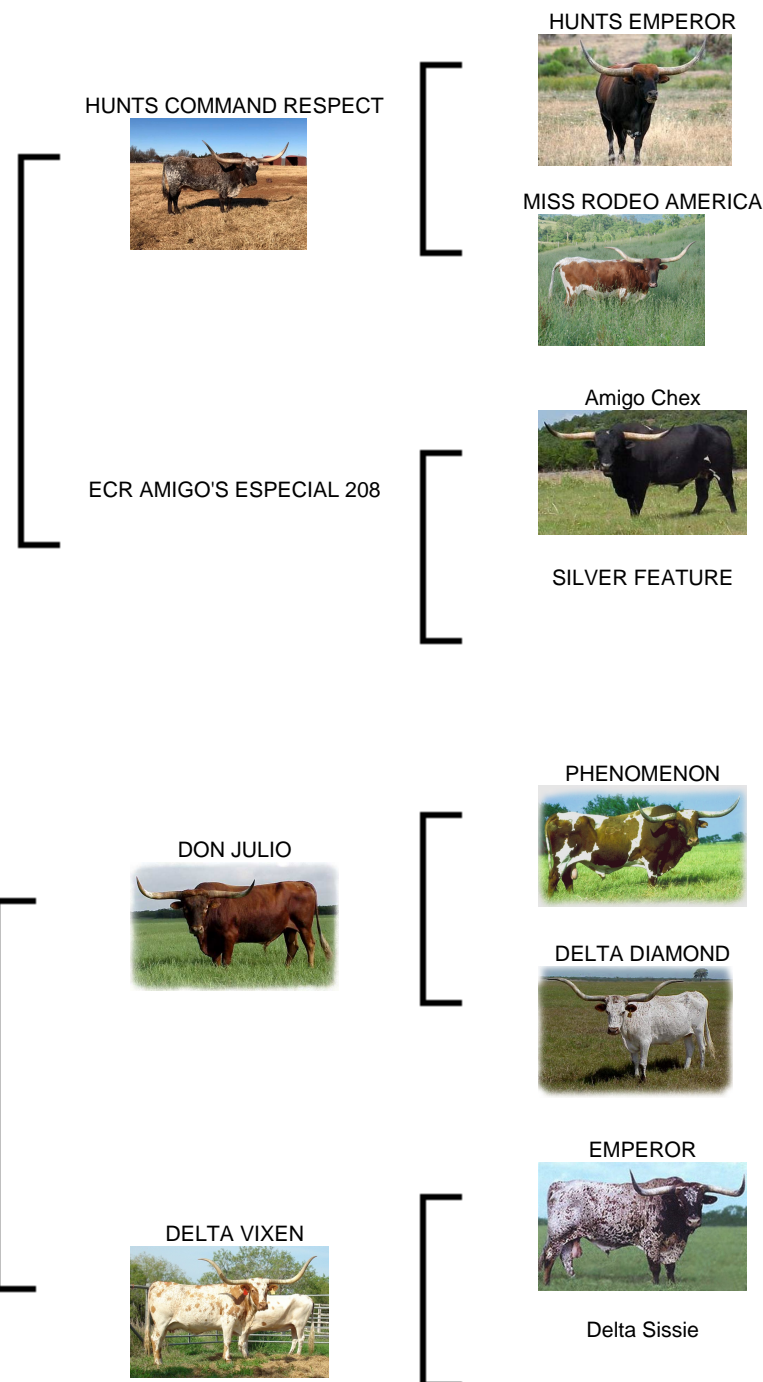 HUNTS EMPEROR
HUNTS COMMAND RESPECT
MISS RODEO AMERICA
Amigo Chex
ECR AMIGO'S ESPECIAL 208
SILVER FEATURE
PHENOMENON
DON JULIO
DELTA DIAMOND
EMPEROR
DELTA VIXEN
Delta Sissie